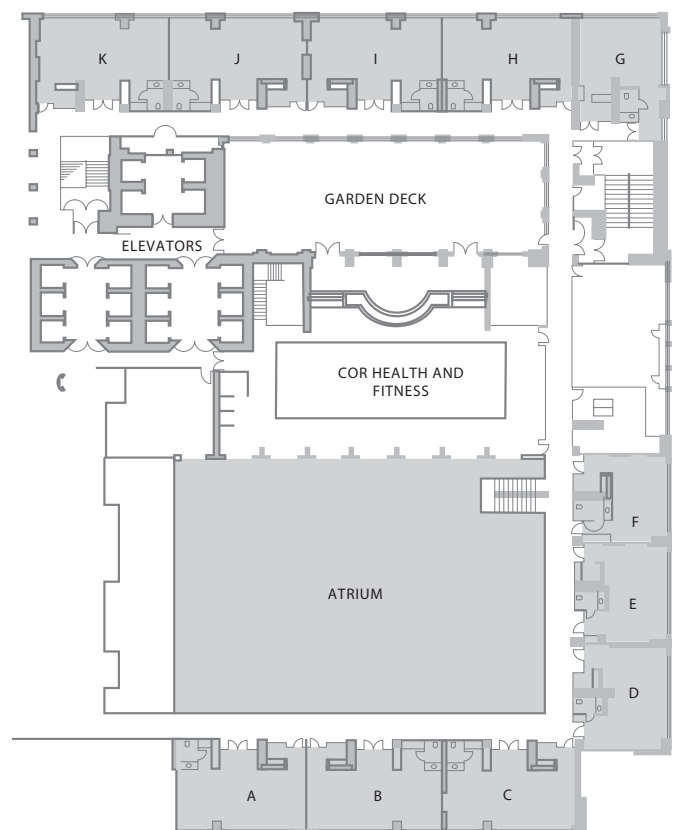 K
J
I
H
G
GARDEN DECK
ELEVATORS
COR HEALTH AND
FITNESS
F
ATRIUM
E
D
A
B
C